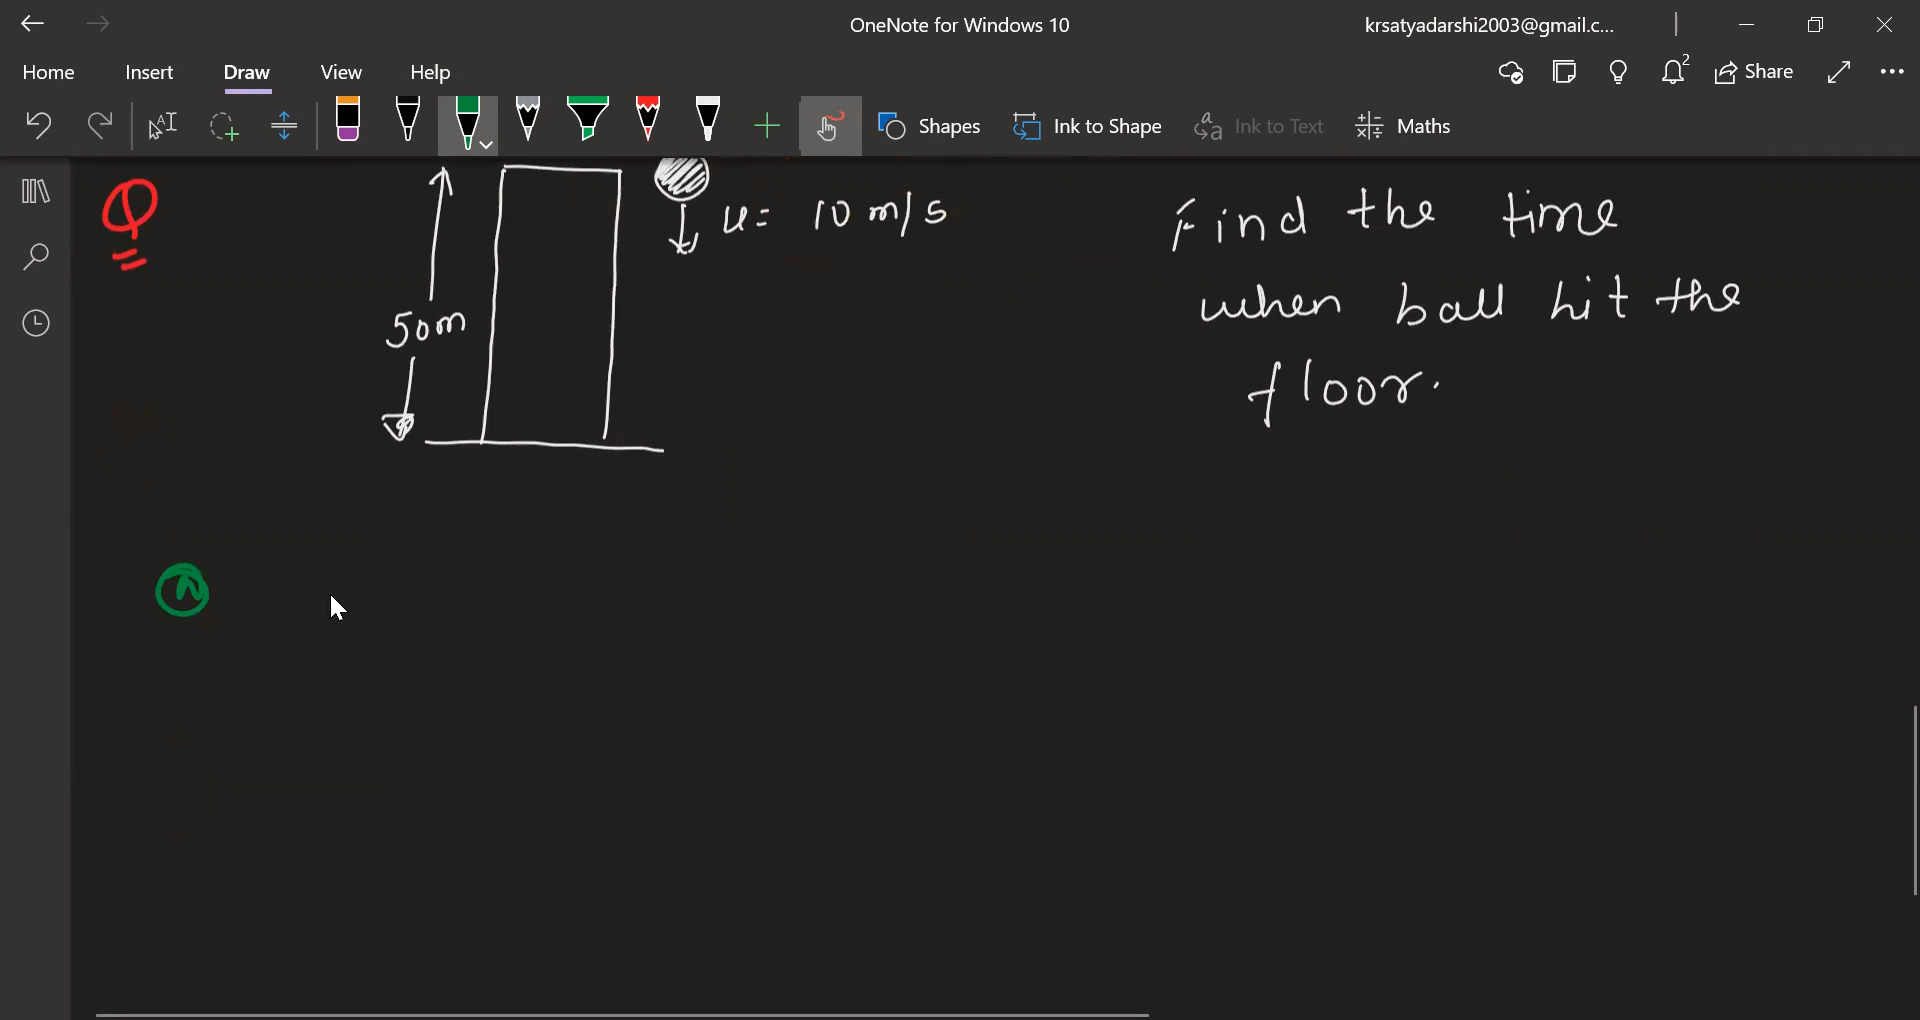 OneNote for Windows 10
krsatyadarshi2003@gmail.c...
Home Insert Draw View Help
2 Share
Shapes Ink to Shape Ink to Text Maths
Q
u = 10 m/s
50m
Find the time
when ball hit the
floor.
A